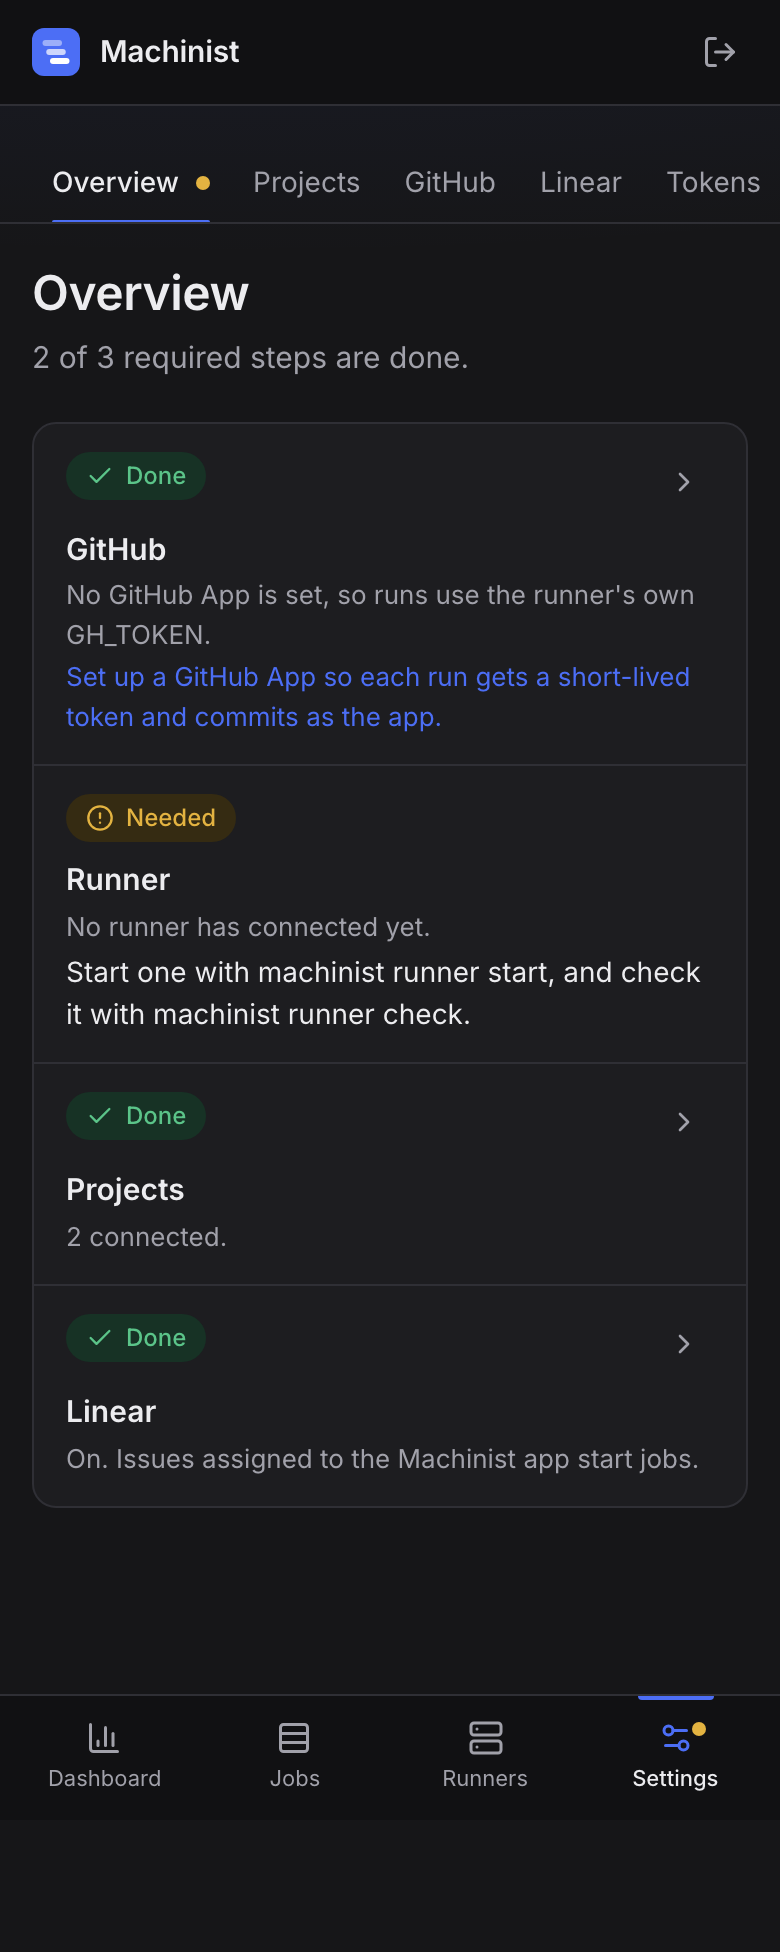 Machinist
Overview
Projects
GitHub
Linear
Tokens
Overview
2 of 3 required steps are done.
Done
GitHub
No GitHub App is set, so runs use the runner's own
GH_TOKEN.
Set up a GitHub App so each run gets a short-lived
token and commits as the app.
Needed
Runner
No runner has connected yet.
Start one with machinist runner start, and check
it with machinist runner check.
Done
Projects
2 connected.
Done
Linear
On. Issues assigned to the Machinist app start jobs.
Dashboard
Jobs
Runners
Settings